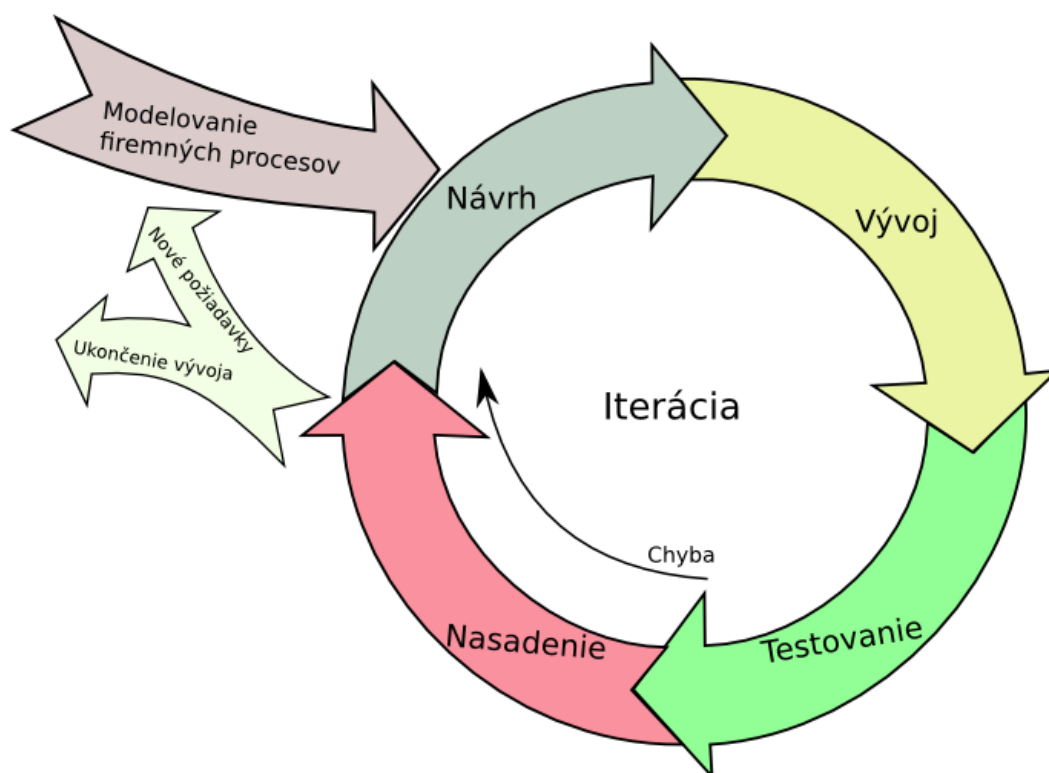 Modelovanie
firemných procesov
Návrh
Vývoj
Nové požiadavky
Ukončenie vývoja
Iterácia
Chyba
Nasadenie
Testovanie